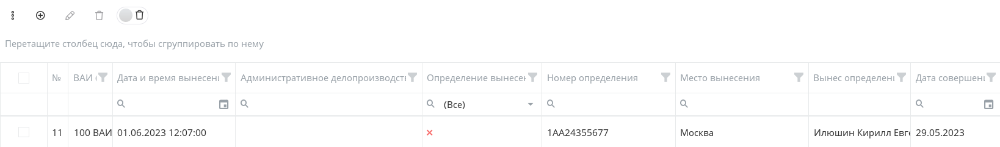 Перетащите столбец сюда, чтобы сгруппировать по нему
№ ВАИ Дата и время вынесени Административное делопроизводсть Определение вынесен Номер определения Место вынесения Вынес определени Дата совершени
(Все)
11 100 ВАИ 01.06.2023 12:07:00 1АА24355677 Москва Илюшин Кирилл Евге 29.05.2023